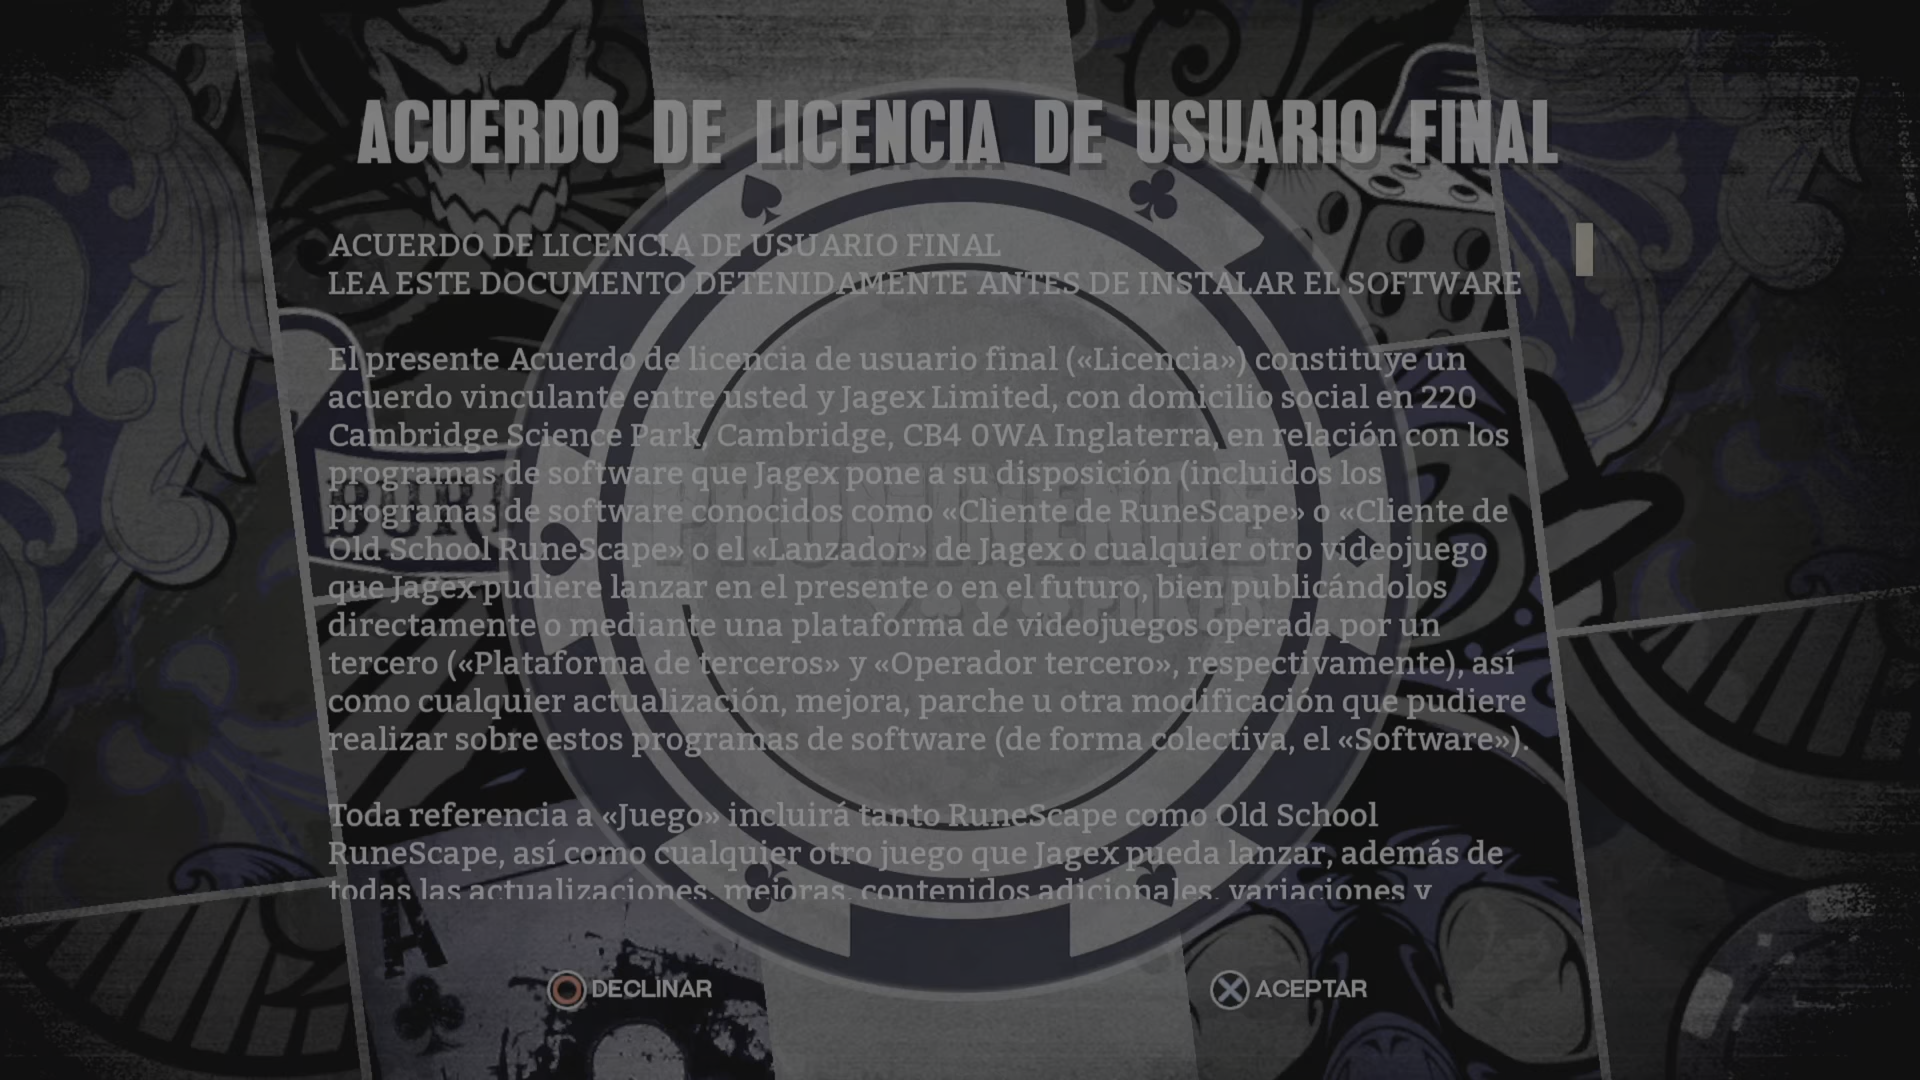 ACUERDO DE LICENCIA DE USUARIO FINAL
ACUERDO DE LICENCIA DE USUARIO FINAL
LEA ESTE DOCUMENTO DETENIDAMENTE ANTES DE INSTALAR EL SOFTWARE
El presente Acuerdo de licencia de usuario final («Licencia») constituye un
acuerdo vinculante entre usted y Jagex Limited, con domicilio social en 220
Cambridge Science Park, Cambridge, CB4 0WA Inglaterra, en relación con los
programas de software que Jagex pone a su disposición (incluidos los
programas de software conocidos como «Cliente de RuneScape» o «Cliente de
Old School RuneScape» o el «Lanzador» de Jagex o cualquier otro videojuego
que Jagex pudiere lanzar en el presente o en el futuro, bien publicándolos
directamente o mediante una plataforma de videojuegos operada por un
tercero («Plataforma de terceros» y «Operador tercero», respectivamente), así
como cualquier actualización, mejora, parche u otra modificación que pudiere
realizar sobre estos programas de software (de forma colectiva, el «Software»).
Toda referencia a «Juego» incluirá tanto RuneScape como Old School
RuneScape, así como cualquier otro juego que Jagex pueda lanzar, además de
todas las actualizaciones, mejoras, contenidos adicionales, variaciones y
A
DECLINAR
ACEPTAR